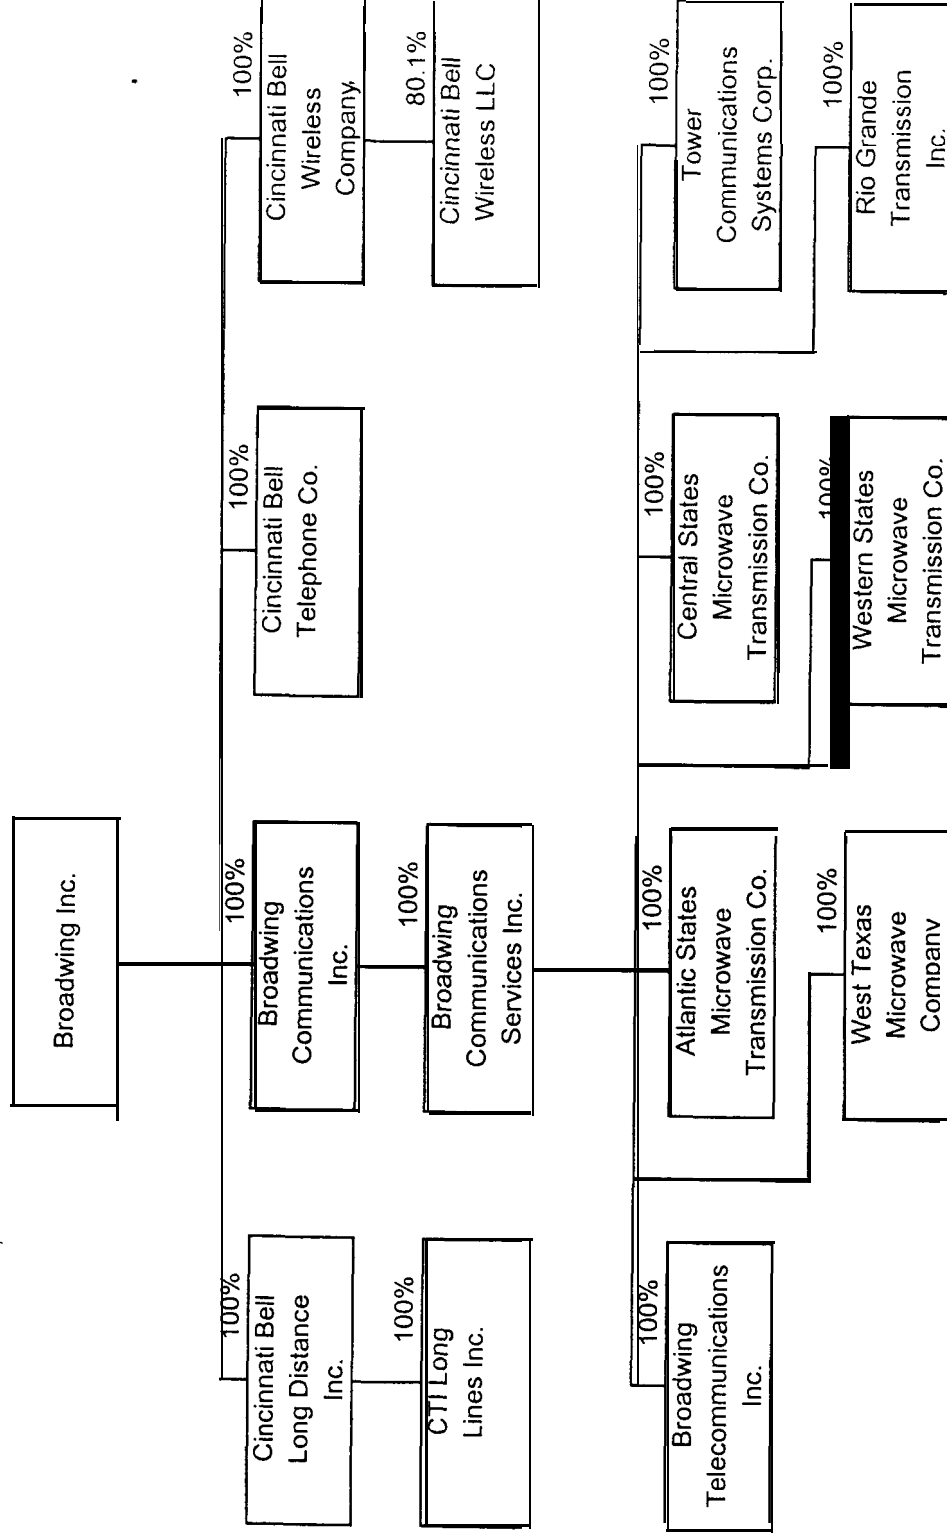 Broadwing Inc.
100%
Cincinnati Bell
Long Distance
Inc.
100%
Broadwing
Communications
Inc.
100%
Cincinnati Bell
Telephone Co.
100%
Cincinnati Bell
Wireless
Company,
100%
CTI Long
Lines Inc.
100%
Broadwing
Communications
Services Inc.
80.1%
Cincinnati Bell
Wireless LLC
100%
Broadwing
Telecommunications
Inc.
100%
Atlantic States
Microwave
Transmission Co.
100%
Central States
Microwave
Transmission Co.
100%
Tower
Communications
Systems Corp.
100%
West Texas
Microwave
Company
100%
Western States
Microwave
Transmission Co.
100%
Rio Grande
Transmission
Inc.